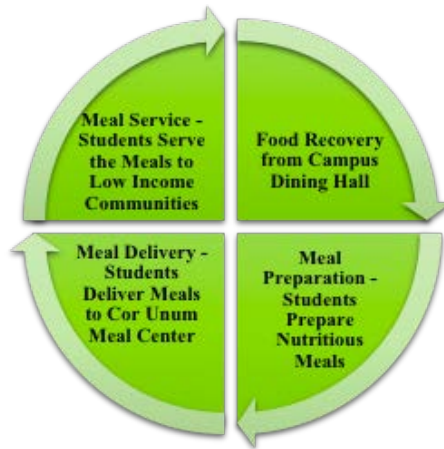 Meal Service -
Students Serve
the Meals to
Low Income
Communities
Food Recovery
from Campus
Dining Hall
Meal
Preparation -
Students
Prepare
Nutritious
Meals
Meal Delivery -
Students
Deliver Meals
to Cor Unum
Meal Center